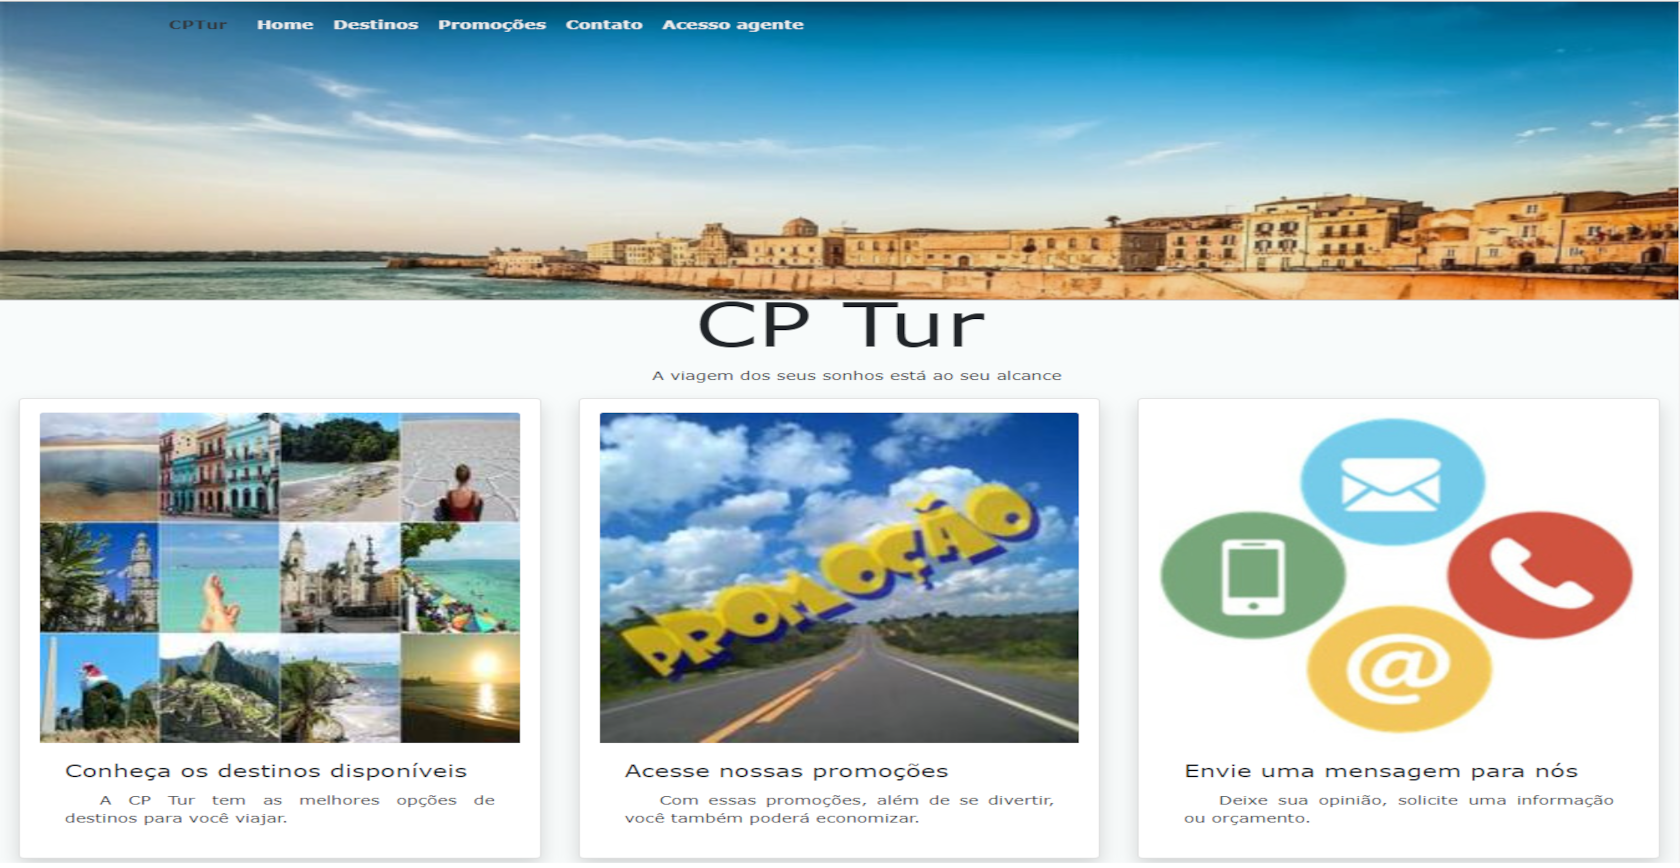 CPTur Home Destinos Promoções Contato Acesso agente
CP Tur
A viagem dos seus sonhos está ao seu alcance
PROMOÇÃO
@
Conheça os destinos disponíveis
A CP Tur tem as melhores opções de
destinos para você viajar.
Acesse nossas promoções
Com essas promoções, além de se divertir,
você também poderá economizar.
Envie uma mensagem para nós
Deixe sua opinião, solicite uma informação
ou orçamento.